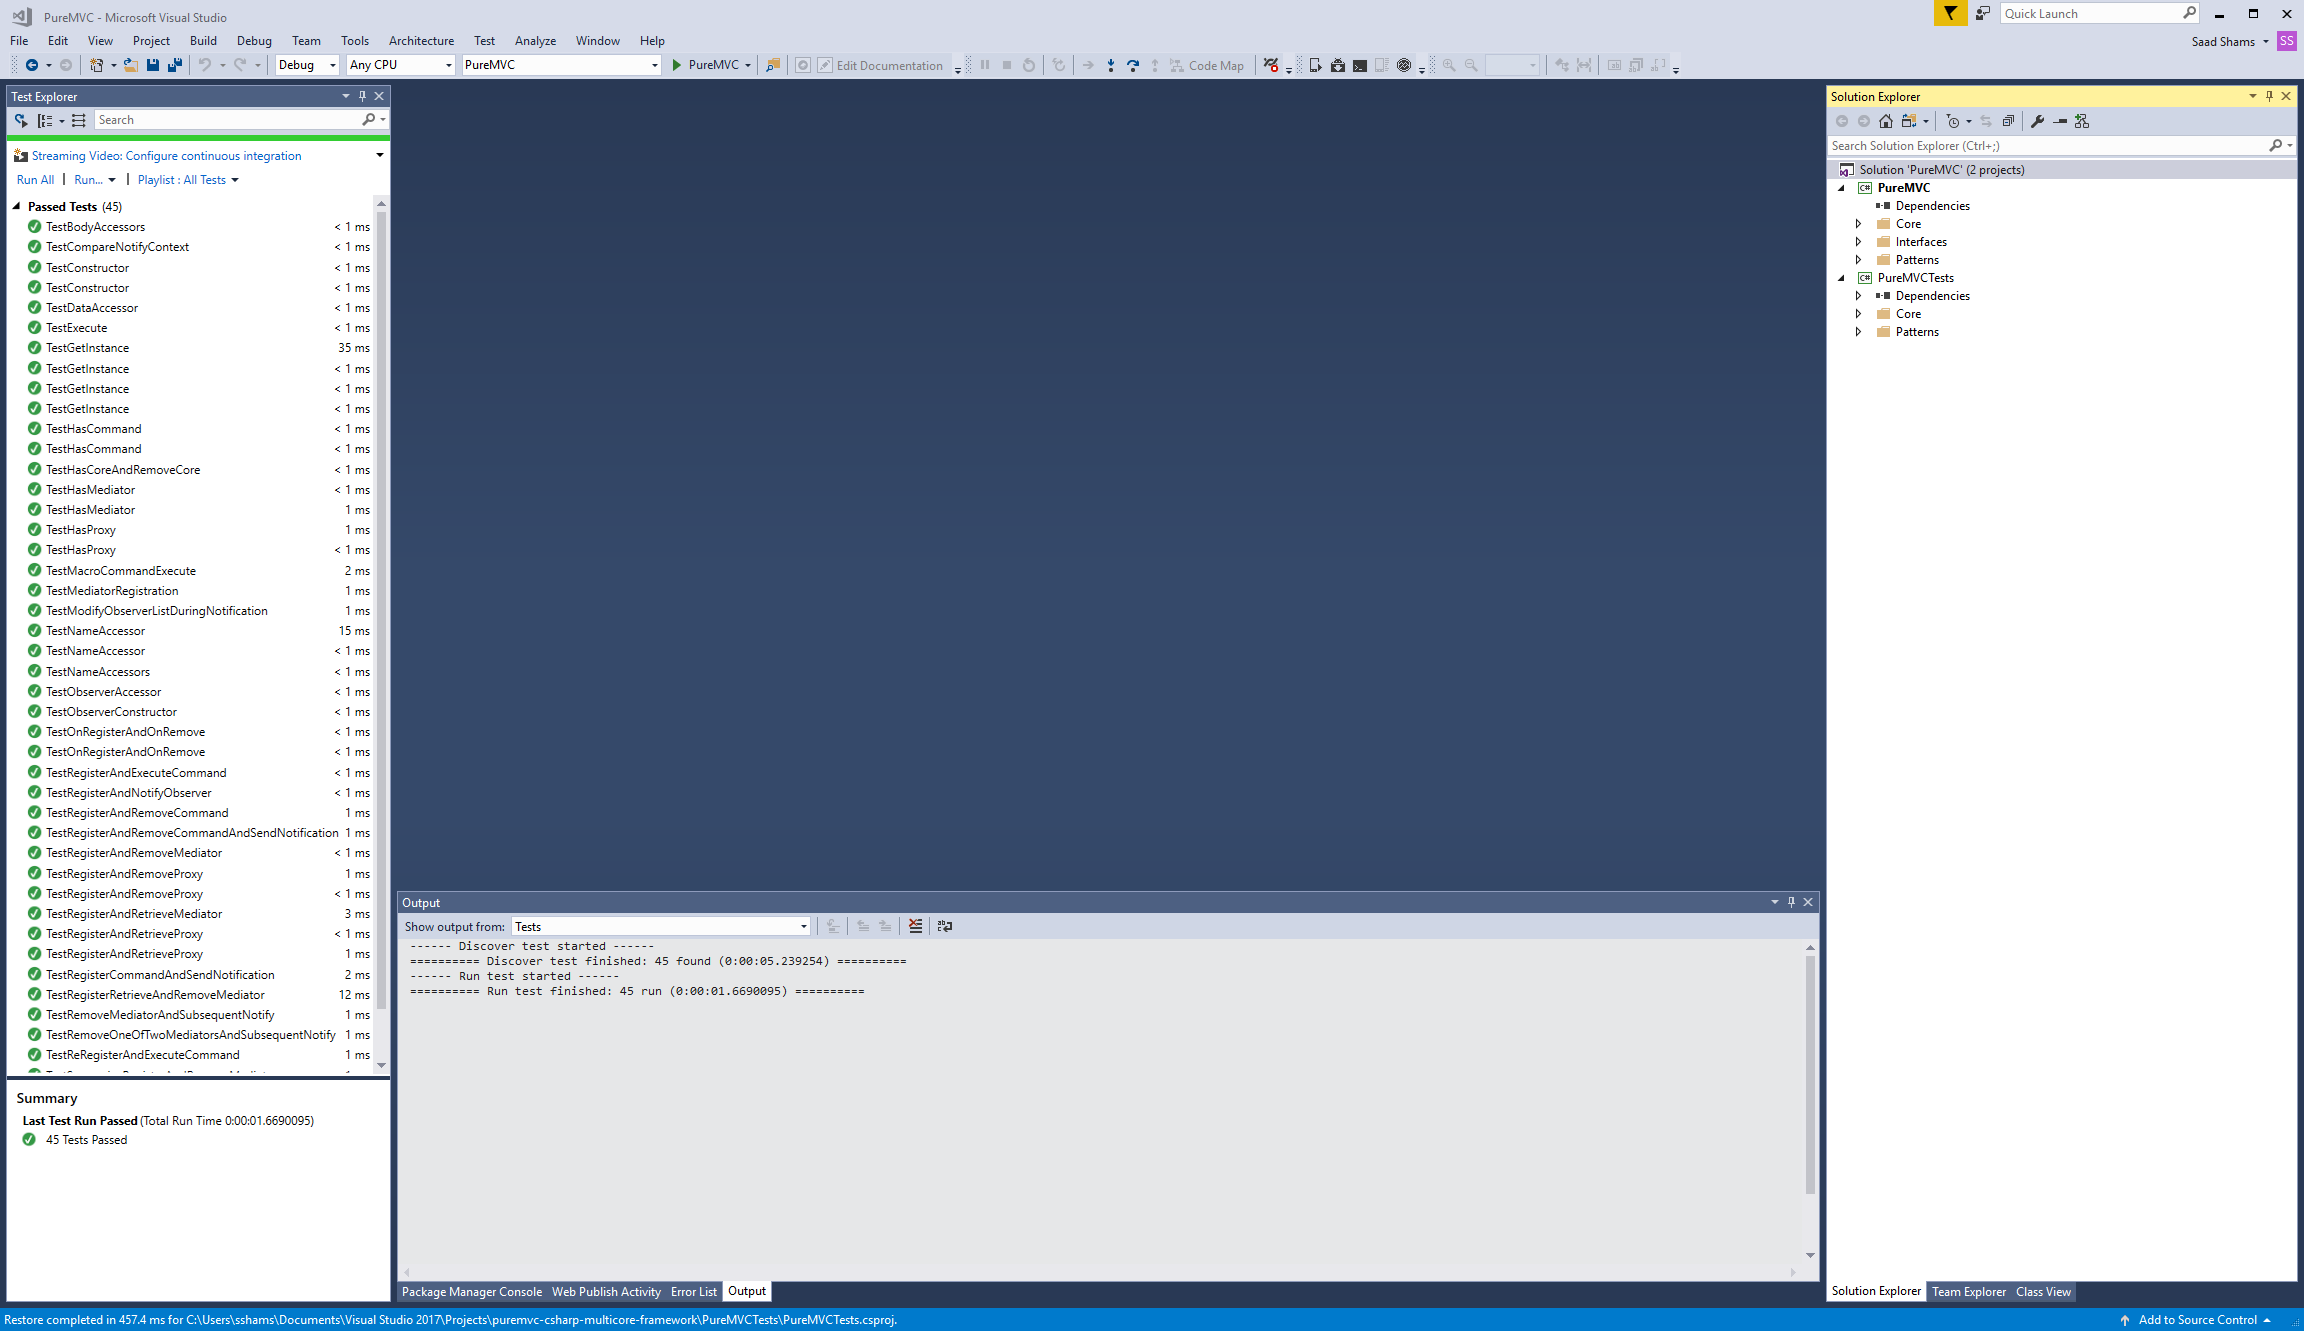 PureMVC - Microsoft Visual Studio
Quick Launch
File Edit View Project Build Debug Team Tools Architecture Test Analyze Window Help
Saad Shams SS
Debug Any CPU PureMVC PureMVC Edit Documentation Code Map
Test Explorer
Search
Streaming Video: Configure continuous integration
Run All | Run... | Playlist : All Tests
Passed Tests (45)
TestBodyAccessors < 1 ms
TestCompareNotifyContext < 1 ms
TestConstructor < 1 ms
TestConstructor < 1 ms
TestDataAccessor < 1 ms
TestExecute < 1 ms
TestGetInstance 35 ms
TestGetInstance < 1 ms
TestGetInstance < 1 ms
TestGetInstance < 1 ms
TestHasCommand < 1 ms
TestHasCommand < 1 ms
TestHasCoreAndRemoveCore < 1 ms
TestHasMediator < 1 ms
TestHasMediator 1 ms
TestHasProxy 1 ms
TestHasProxy < 1 ms
TestMacroCommandExecute 2 ms
TestMediatorRegistration 1 ms
TestModifyObserverListDuringNotification 1 ms
TestNameAccessor 15 ms
TestNameAccessor < 1 ms
TestNameAccessors < 1 ms
TestObserverAccessor < 1 ms
TestObserverConstructor < 1 ms
TestOnRegisterAndOnRemove < 1 ms
TestOnRegisterAndOnRemove < 1 ms
TestRegisterAndExecuteCommand < 1 ms
TestRegisterAndNotifyObserver < 1 ms
TestRegisterAndRemoveCommand 1 ms
TestRegisterAndRemoveCommandAndSendNotification 1 ms
TestRegisterAndRemoveMediator < 1 ms
TestRegisterAndRemoveProxy 1 ms
TestRegisterAndRemoveProxy < 1 ms
TestRegisterAndRetrieveMediator 3 ms
TestRegisterAndRetrieveProxy < 1 ms
TestRegisterAndRetrieveProxy 1 ms
TestRegisterCommandAndSendNotification 2 ms
TestRegisterRetrieveAndRemoveMediator 12 ms
TestRemoveMediatorAndSubsequentNotify 1 ms
TestRemoveOneOfTwoMediatorsAndSubsequentNotify 1 ms
TestReRegisterAndExecuteCommand 1 ms
Summary
Last Test Run Passed (Total Run Time 0:00:01.6690095)
45 Tests Passed
Output
Show output from: Tests
------ Discover test started ------
========== Discover test finished: 45 found (0:00:05.239254) ==========
------ Run test started ------
========== Run test finished: 45 run (0:00:01.6690095) ==========
Package Manager Console Web Publish Activity Error List Output
Solution Explorer
Search Solution Explorer (Ctrl+;)
Solution 'PureMVC' (2 projects)
C# PureMVC
Dependencies
Core
Interfaces
Patterns
C# PureMVCTests
Dependencies
Core
Patterns
Solution Explorer Team Explorer Class View
Restore completed in 457.4 ms for C:\Users\sshams\Documents\Visual Studio 2017\Projects\puremvc-csharp-multicore-framework\PureMVCTests\PureMVCTests.csproj.
Add to Source Control